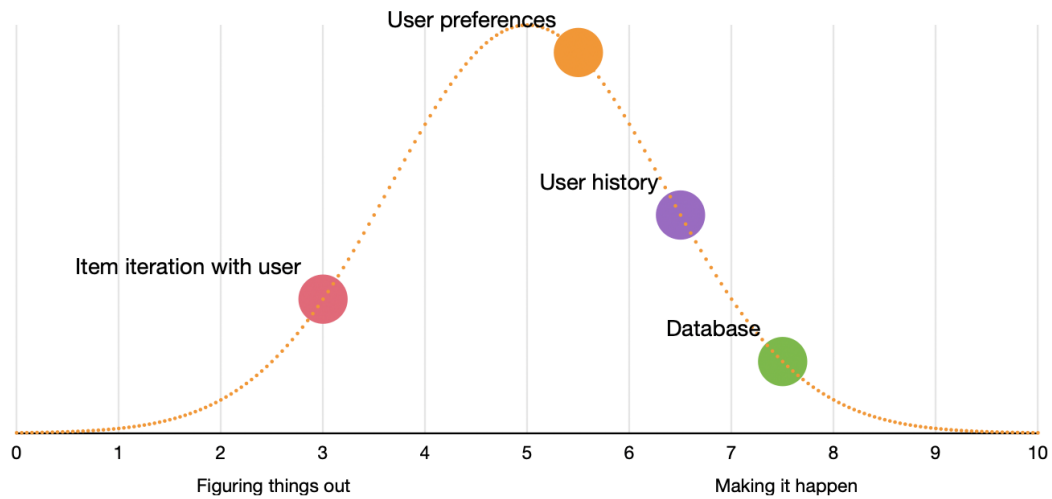 User preferences
User history
Item iteration with user
Database
0 1 2 3 4 5 6 7 8 9 10
Figuring things out Making it happen